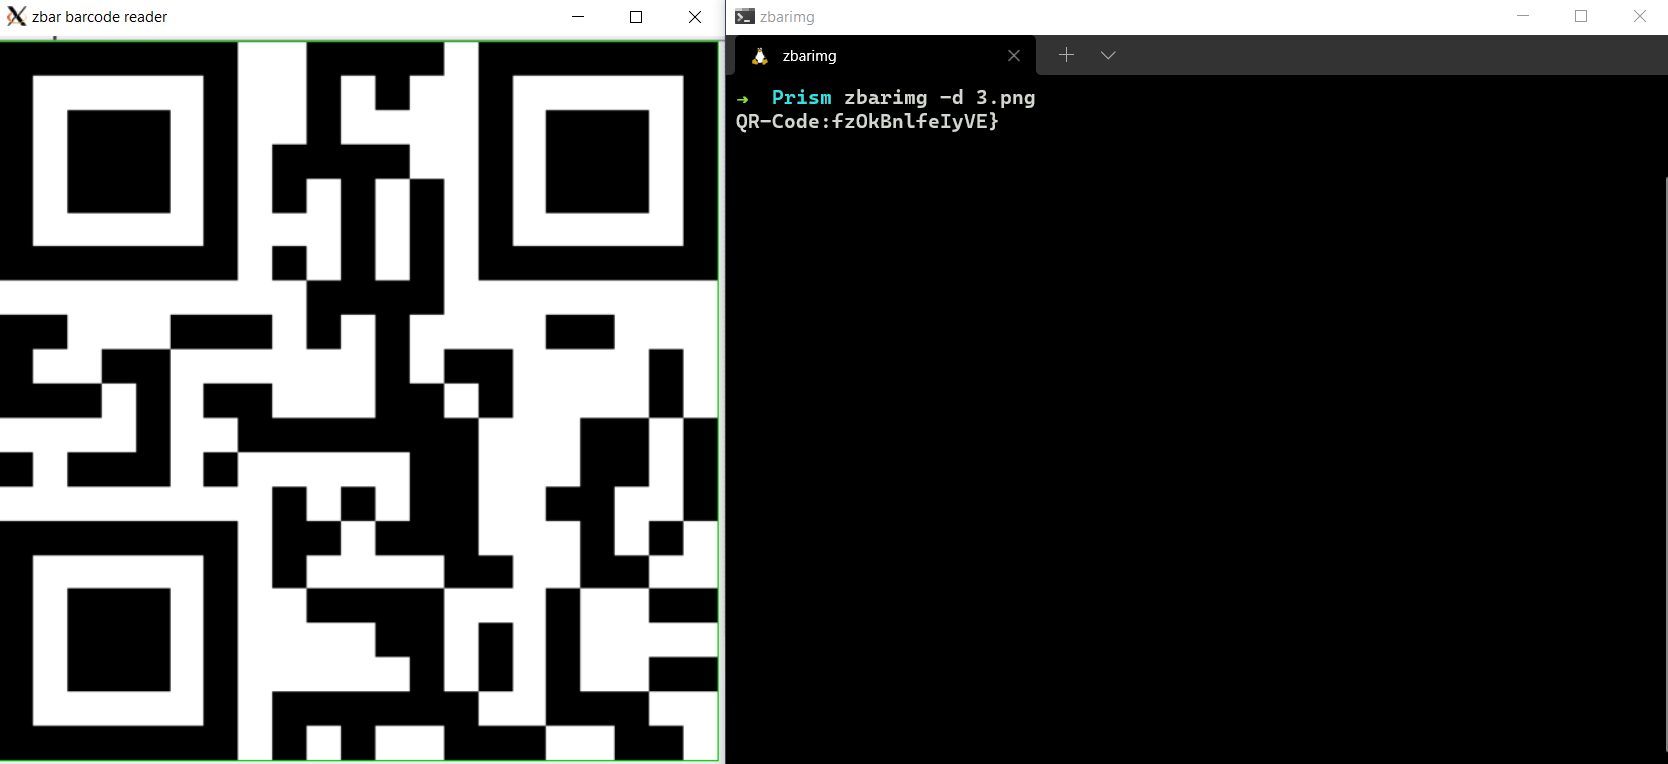 zbar barcode reader
zbarimg
zbarimg
→ Prism zbarimg -d 3.png
QR-Code:fzOkBnlfeIyVE}